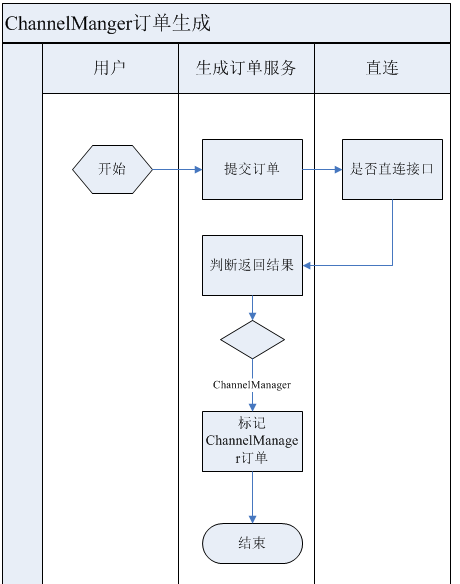 ChannelManger订单生成
用户
生成订单服务
直连
开始
提交订单
是否直连接口
判断返回结果
ChannelManager
标记
ChannelManage
r订单
结束